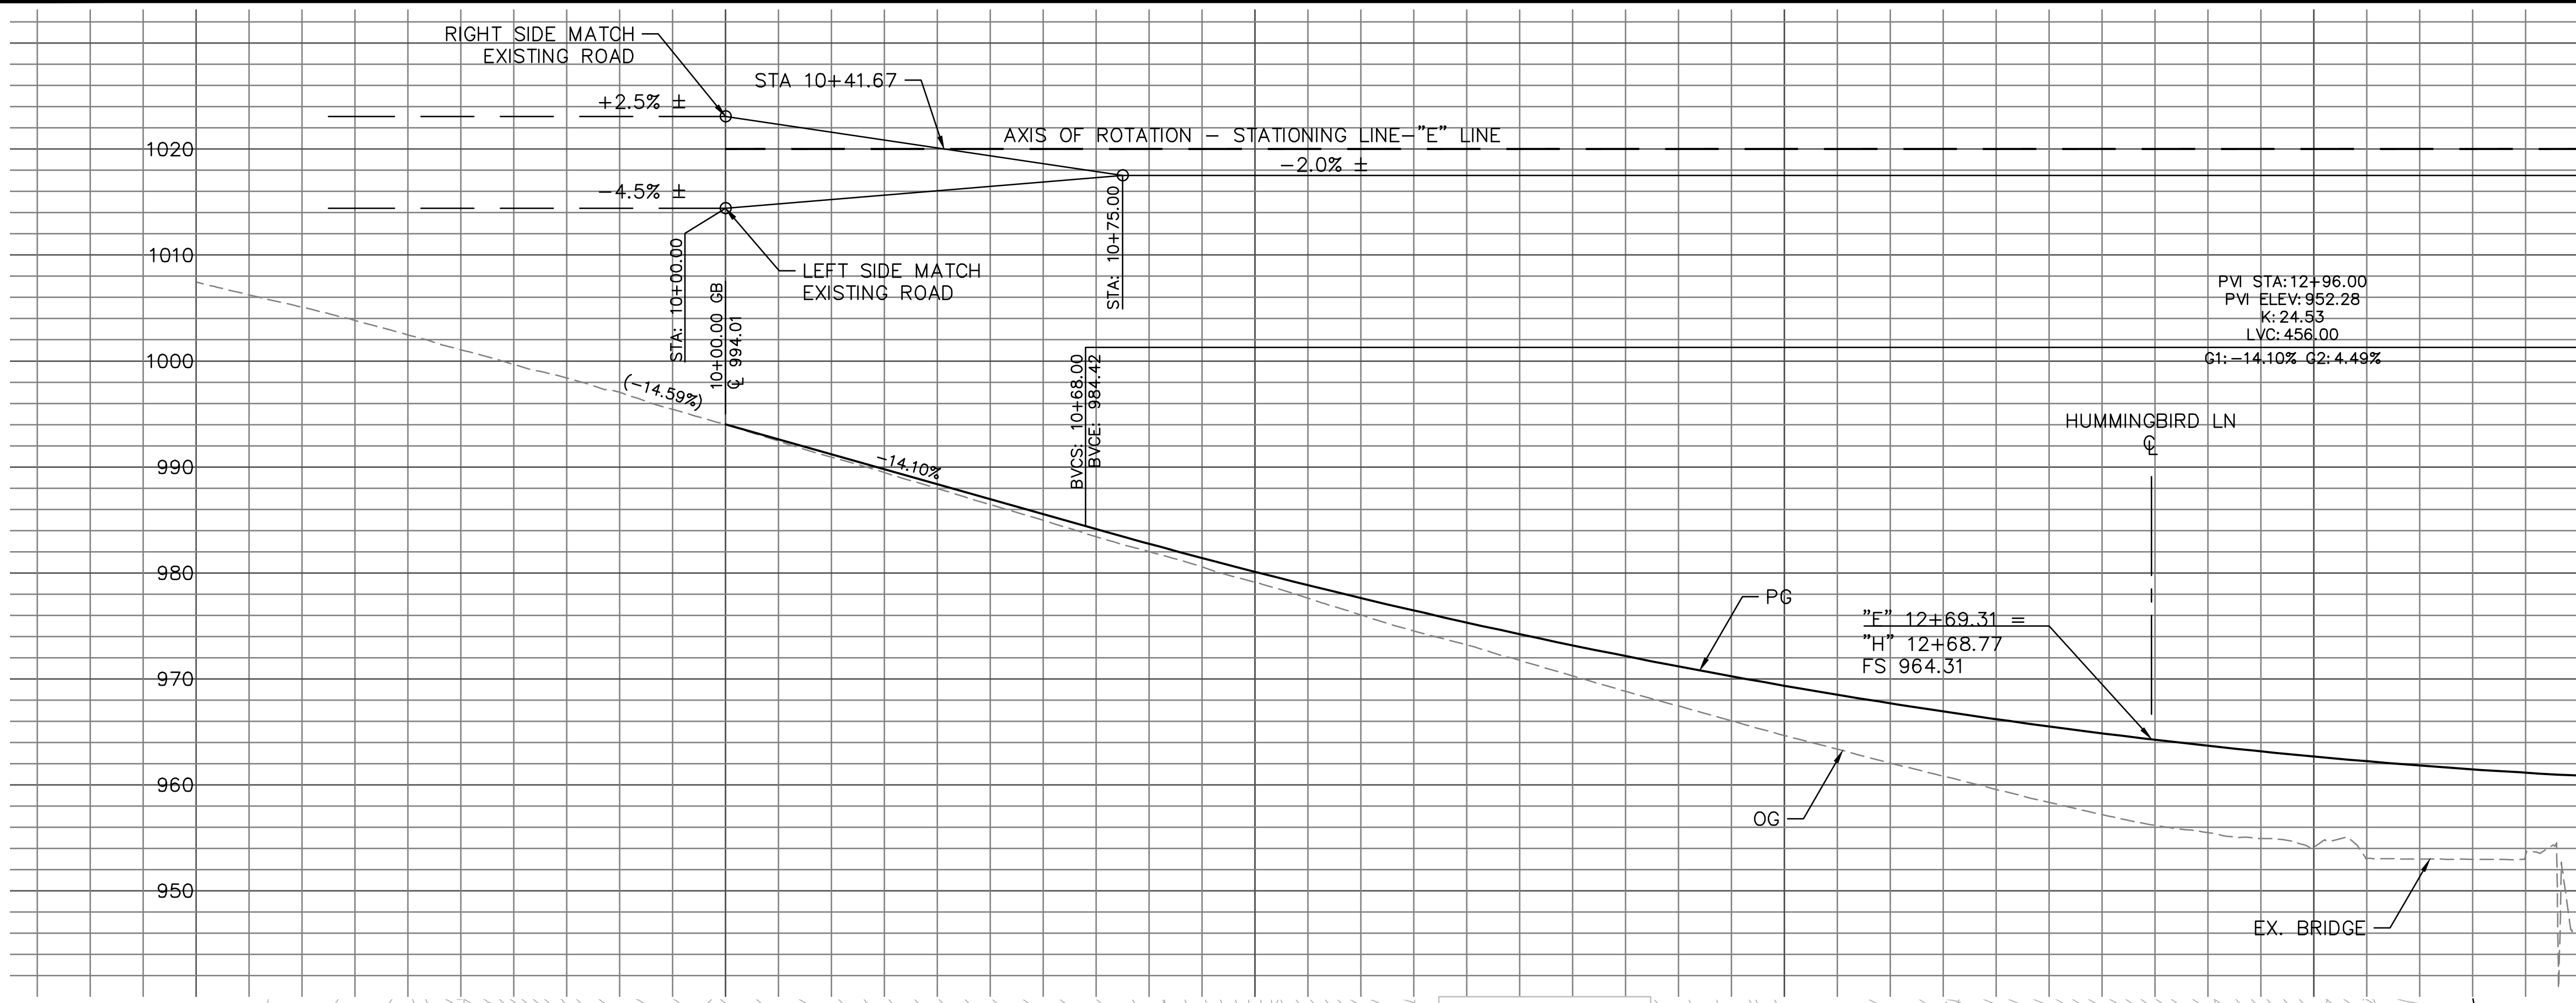 RIGHT SIDE MATCH
EXISTING ROAD
STA 10+41.67
+2.5% ±
AXIS OF ROTATION – STATIONING LINE–"E" LINE
1020
-2.0% ±
-4.5% ±
STA: 10+00.00
10+00.00 GB
℄ 994.01
LEFT SIDE MATCH
EXISTING ROAD
STA: 10+75.00
1010
PVI STA: 12+96.00
PVI ELEV: 952.28
K: 24.53
LVC: 456.00
G1: -14.10% G2: 4.49%
1000
(-14.59%)
BVCS: 10+68.00
BVCE: 984.42
HUMMINGBIRD LN
℄
990
-14.10%
980
PG
"E" 12+69.31 =
"H" 12+68.77
FS 964.31
970
960
OG
950
EX. BRIDGE